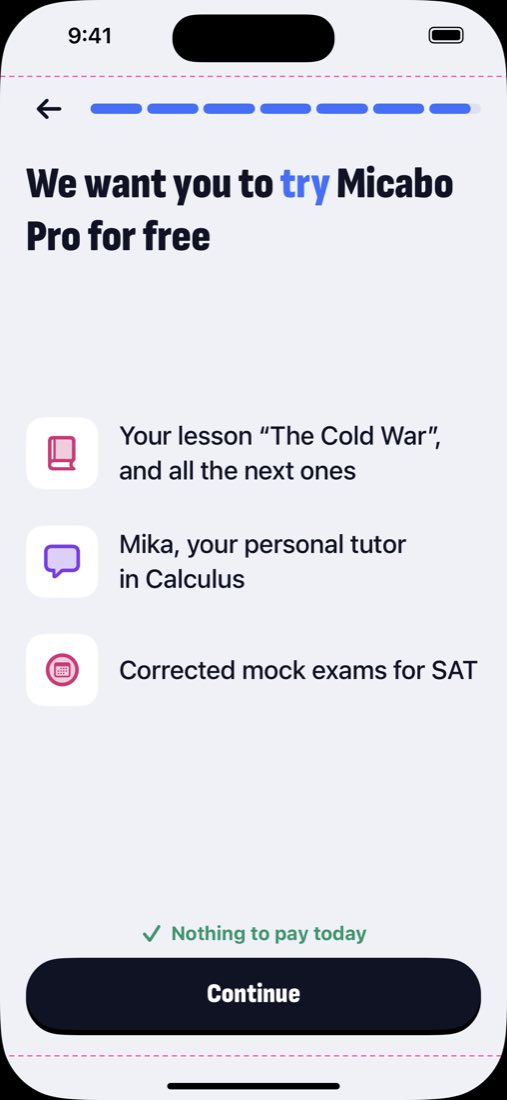 9:41
We want you to try Micabo
Pro for free
Your lesson “The Cold War”,
and all the next ones
Mika, your personal tutor
in Calculus
Corrected mock exams for SAT
Nothing to pay today
Continue